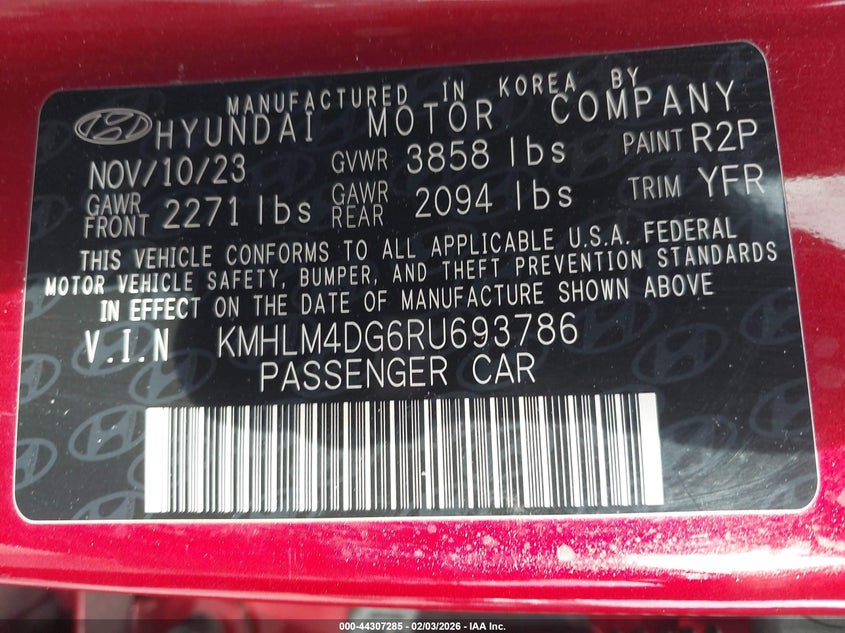 MANUFACTURED IN KOREA BY
HYUNDAI MOTOR COMPANY
NOV/10/23 GVWR 3858 lbs PAINT R2P
GAWR FRONT 2271 lbs GAWR REAR 2094 lbs TRIM YFR
THIS VEHICLE CONFORMS TO ALL APPLICABLE U.S.A. FEDERAL
MOTOR VEHICLE SAFETY, BUMPER, AND THEFT PREVENTION STANDARDS
IN EFFECT ON THE DATE OF MANUFACTURE SHOWN ABOVE
V.I.N KMHLM4DG6RU693786
PASSENGER CAR
000-44307285 - 02/03/2026 - IAA Inc.